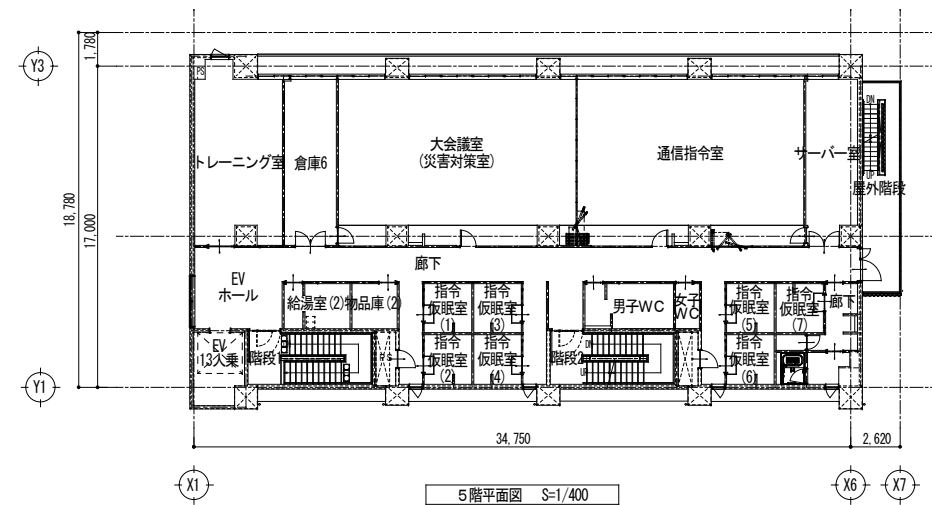 1,780
Y3
PS
トレーニング室
倉庫6
大会議室
(災害対策室)
通信指令室
サーバー室
DN
UP
屋外階段
18,780
17,000
廊下
EV
ホール
給湯室(2)
物品庫(2)
指令
仮眠室
(1)
指令
仮眠室
(3)
男子WC
女子
WC
指令
仮眠室
(5)
指令
仮眠室
(7)
廊下
EV
13人乗
階段1
PS
指令
仮眠室
(2)
指令
仮眠室
(4)
階段2
DN
UP
指令
仮眠室
(6)
Y1
34,750
2,620
X1
X6
X7
5階平面図 S=1/400